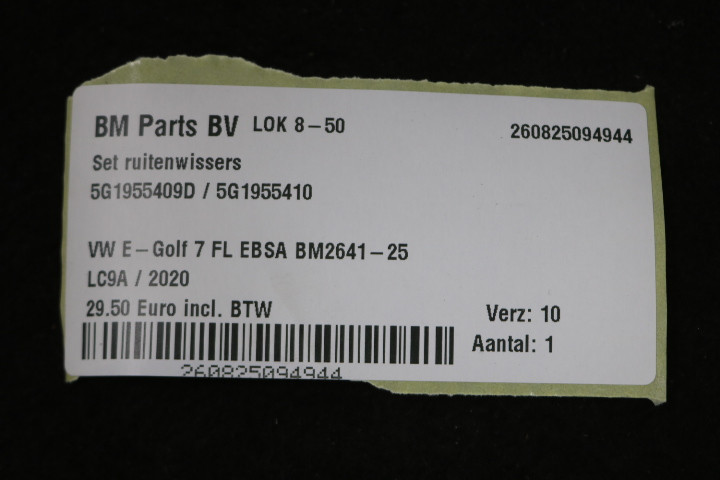 BM Parts BV LOK 8-50 260825094944
Set ruitenwissers
5G1955409D / 5G1955410
VW E-Golf 7 FL EBSA BM2641-25
LC9A / 2020
29.50 Euro incl. BTW Verz: 10
Aantal: 1
260825094944